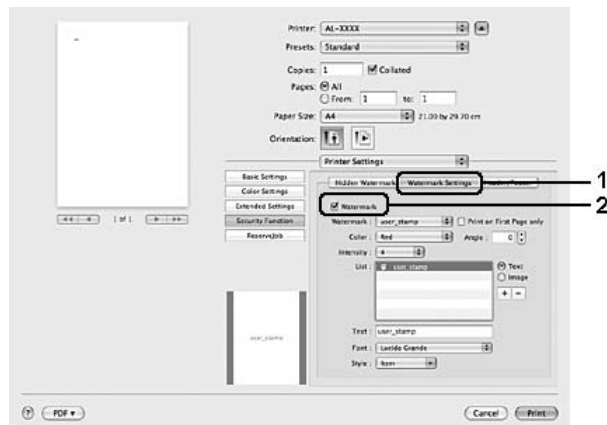 Printer: AL-XXXX
Presets: Standard
Copies: 1 Collated
Pages: All
From: 1 to: 1
Paper Size: A4 21.00 by 29.70 cm
Orientation:
Printer Settings
Basic Settings
Color Settings
Extended Settings
Security Function
ReserveJob
Hidden Watermark Watermark Settings 1
Watermark 2
Watermark: user_stamp Print on First Page only
Color: Red Angle: 0
Intensity: 4
List: user_stamp Text
Image
+ -
1 of 1
user_stamp
Text: user_stamp
Font: Lucida Grande
Style:
? PDF Cancel Print